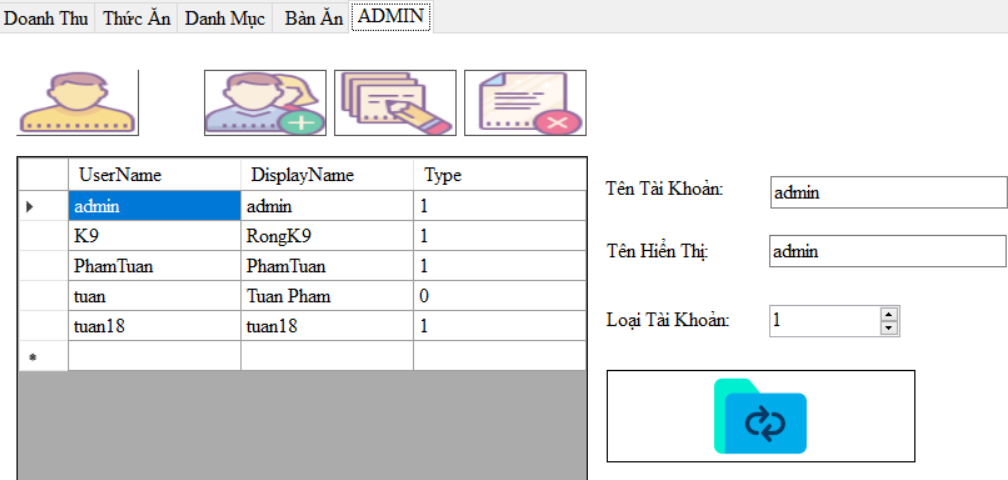 Doanh Thu Thức Ăn Danh Mục Bàn Ăn ADMIN
UserName DisplayName Type
admin admin 1
K9 RongK9 1
PhamTuan PhamTuan 1
tuan Tuan Pham 0
tuan18 tuan18 1
Tên Tài Khoản: admin
Tên Hiển Thị: admin
Loại Tài Khoản: 1